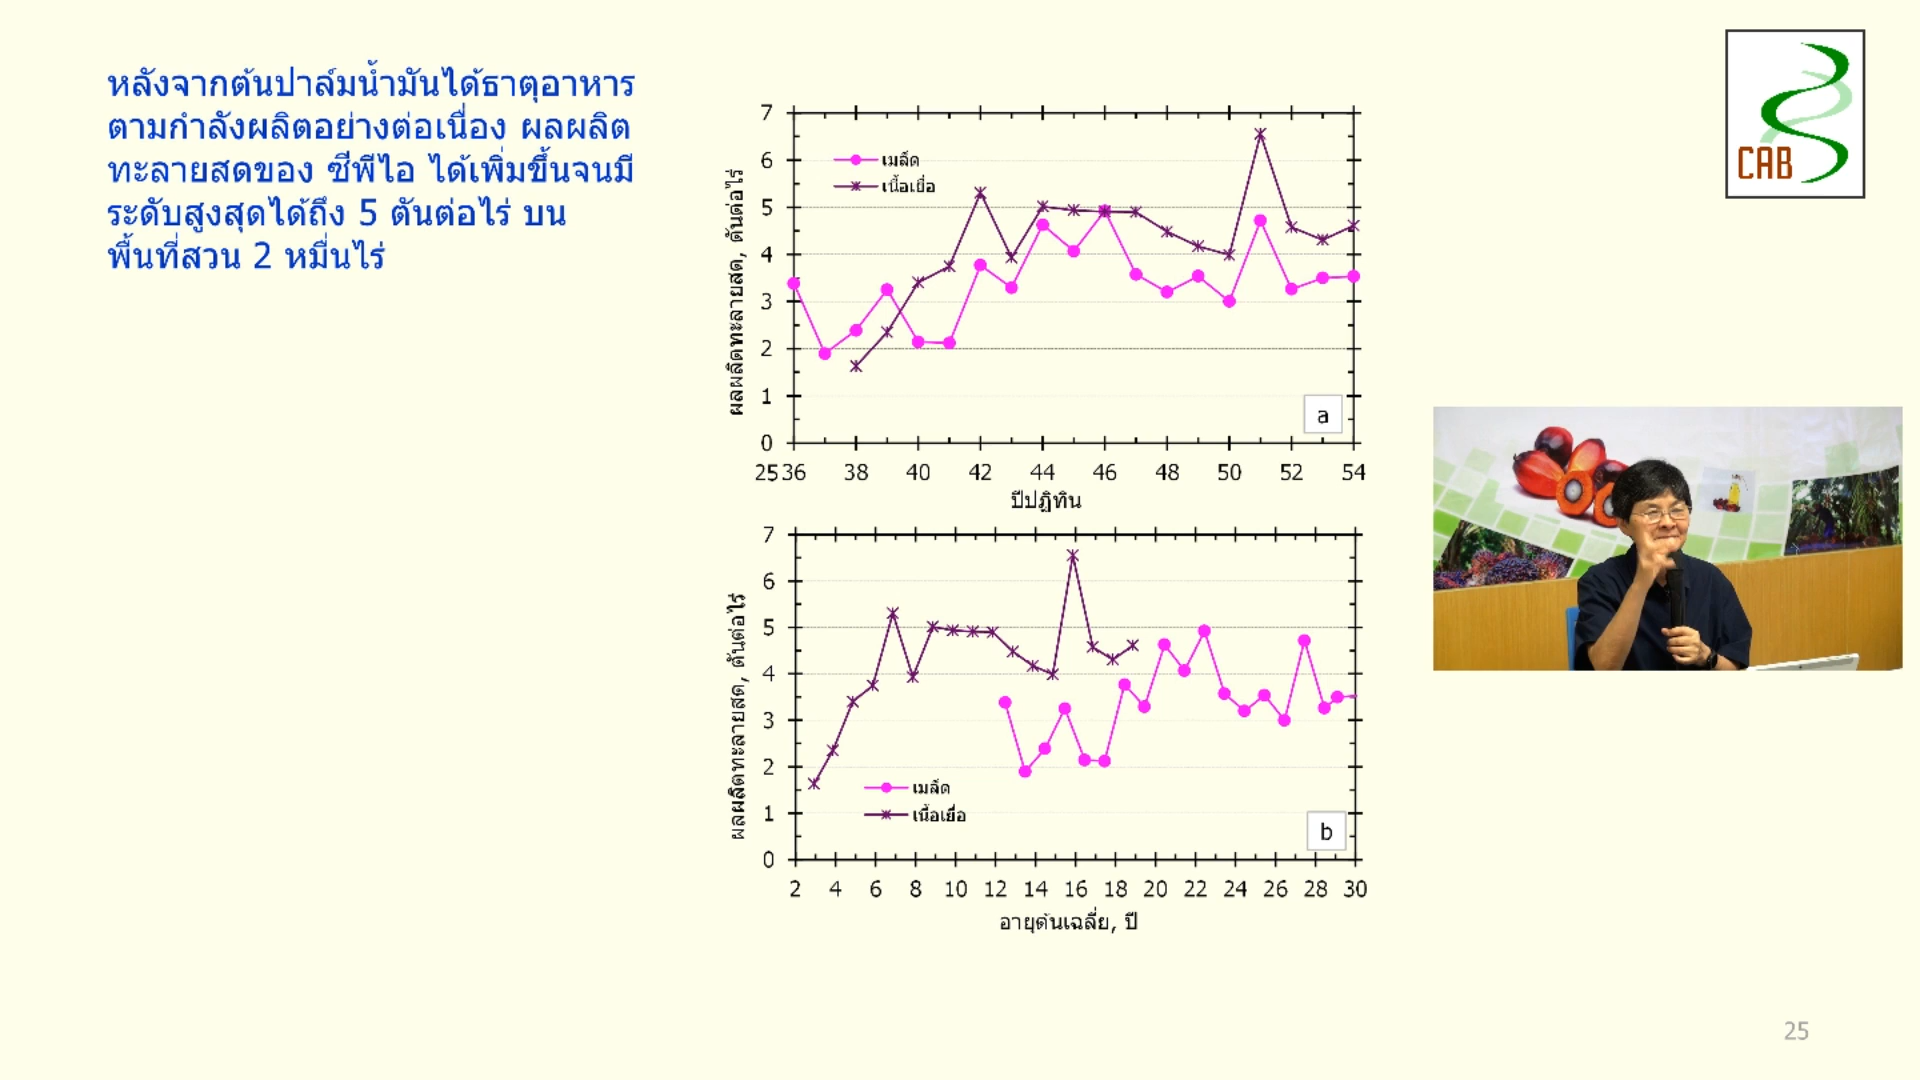 หลังจากต้นปาล์มน้ำมันได้ธาตุอาหาร
ตามกำลังผลิตอย่างต่อเนื่อง ผลผลิต
ทะลายสดของ ซีพีไอ ได้เพิ่มขึ้นจนมี
ระดับสูงสุดได้ถึง 5 ตันต่อไร่ บน
พื้นที่สวน 2 หมื่นไร่
CAB
ผลผลิตทะลายสด, ตันต่อไร่
7
6
5
4
3
2
1
0
เมล็ด
เนื้อเยื่อ
a
2536 38 40 42 44 46 48 50 52 54
ปีปฏิทิน
ผลผลิตทะลายสด, ตันต่อไร่
7
6
5
4
3
2
1
0
เมล็ด
เนื้อเยื่อ
b
2 4 6 8 10 12 14 16 18 20 22 24 26 28 30
อายุต้นเฉลี่ย, ปี
25